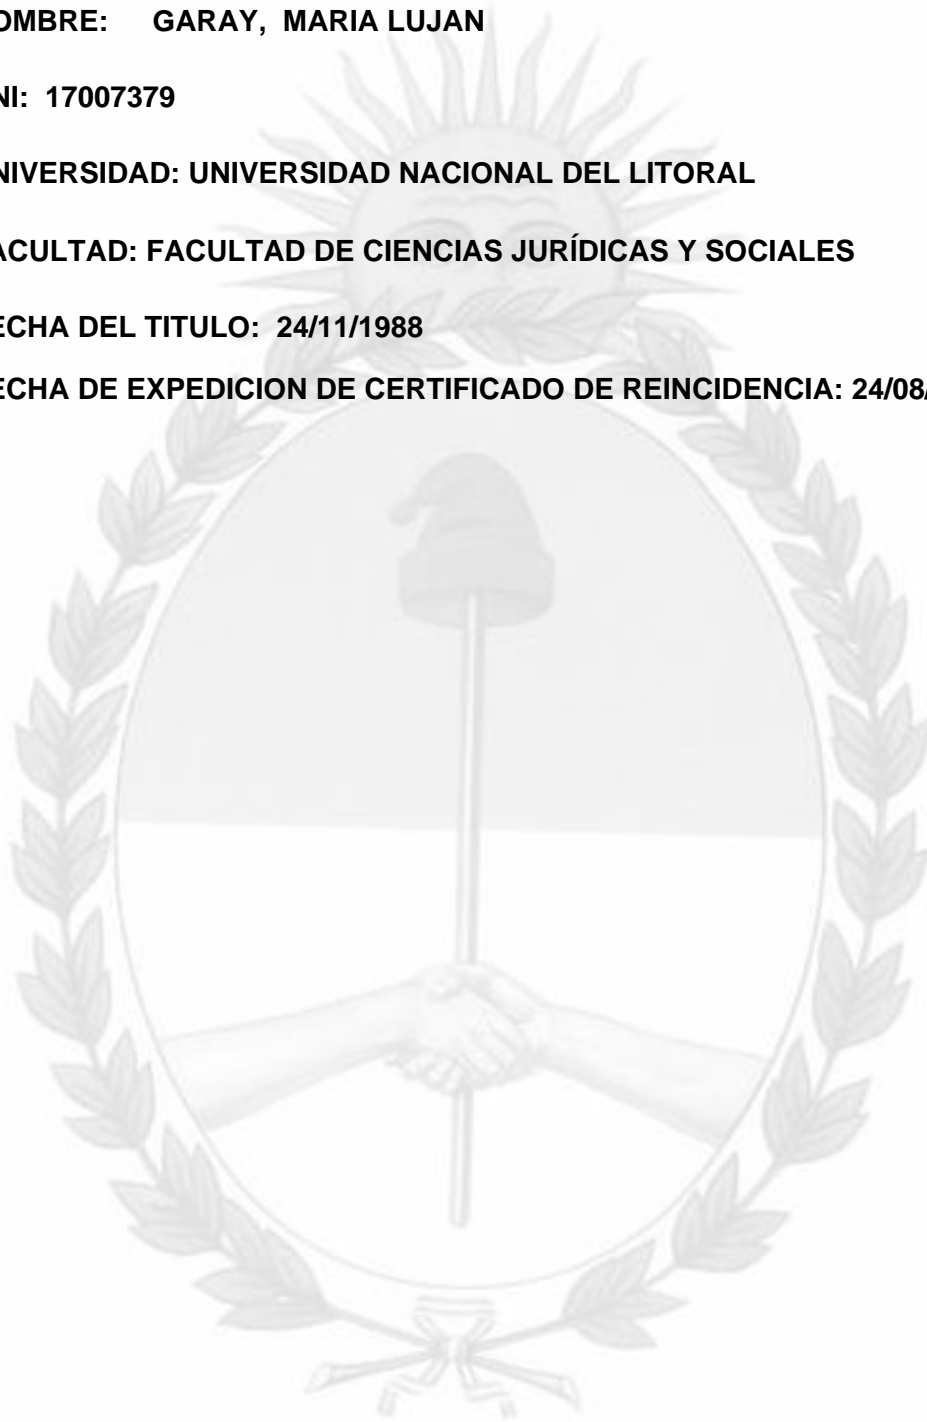 OMBRE: GARAY, MARIA LUJAN
NI: 17007379
NIVERSIDAD: UNIVERSIDAD NACIONAL DEL LITORAL
ACULTAD: FACULTAD DE CIENCIAS JURÍDICAS Y SOCIALES
ECHA DEL TITULO: 24/11/1988
ECHA DE EXPEDICION DE CERTIFICADO DE REINCIDENCIA: 24/08/